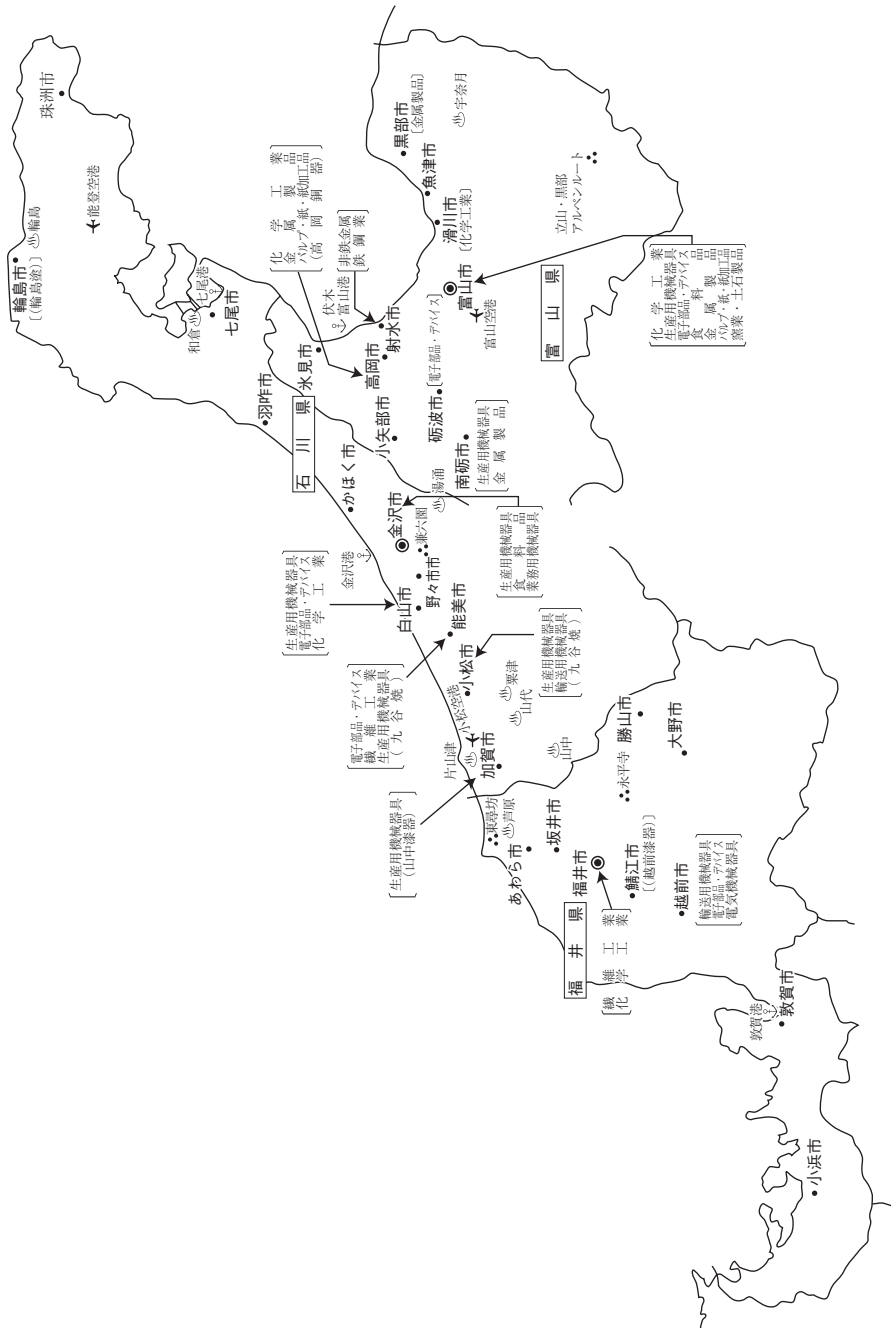 珠洲市
輪島市
〔(輪島塗)〕
輪島
能登空港
和倉
七尾港
七尾市
羽咋市
石川県
氷見市
化学工業
金属製品
パルプ・紙・紙加工品
(高岡銅器)
非鉄金属
鉄鋼業
伏木
富山港
高岡市
射水市
黒部市
〔金属製品〕
宇奈月
魚津市
滑川市
〔化学工業〕
立山・黒部
アルペンルート
富山市
富山空港
富山県
化学工業
生産用機械器具
電子部品・デバイス
食料品
金属製品
パルプ・紙・紙加工品
窯業・土石製品
小矢部市
砺波市
〔電子部品・デバイス〕
南砺市
生産用機械器具
金属製品
かほく市
金沢港
金沢市
兼六園
湯涌
生産用機械器具
食料品
業務用機械器具
生産用機械器具
電子部品・デバイス
化学工業
白山市
野々市市
能美市
電子部品・デバイス
繊維工業
生産用機械器具
(九谷焼)
小松市
小松空港
生産用機械器具
輸送用機械器具
(九谷焼)
粟津
山代
片山津
加賀市
生産用機械器具
(山中漆器)
山中
東尋坊
芦原
あわら市
坂井市
永平寺
勝山市
大野市
福井県
福井市
繊維工業
化学工業
鯖江市
〔(越前漆器)〕
越前市
輸送用機械器具
電子部品・デバイス
電気機械器具
敦賀港
敦賀市
小浜市